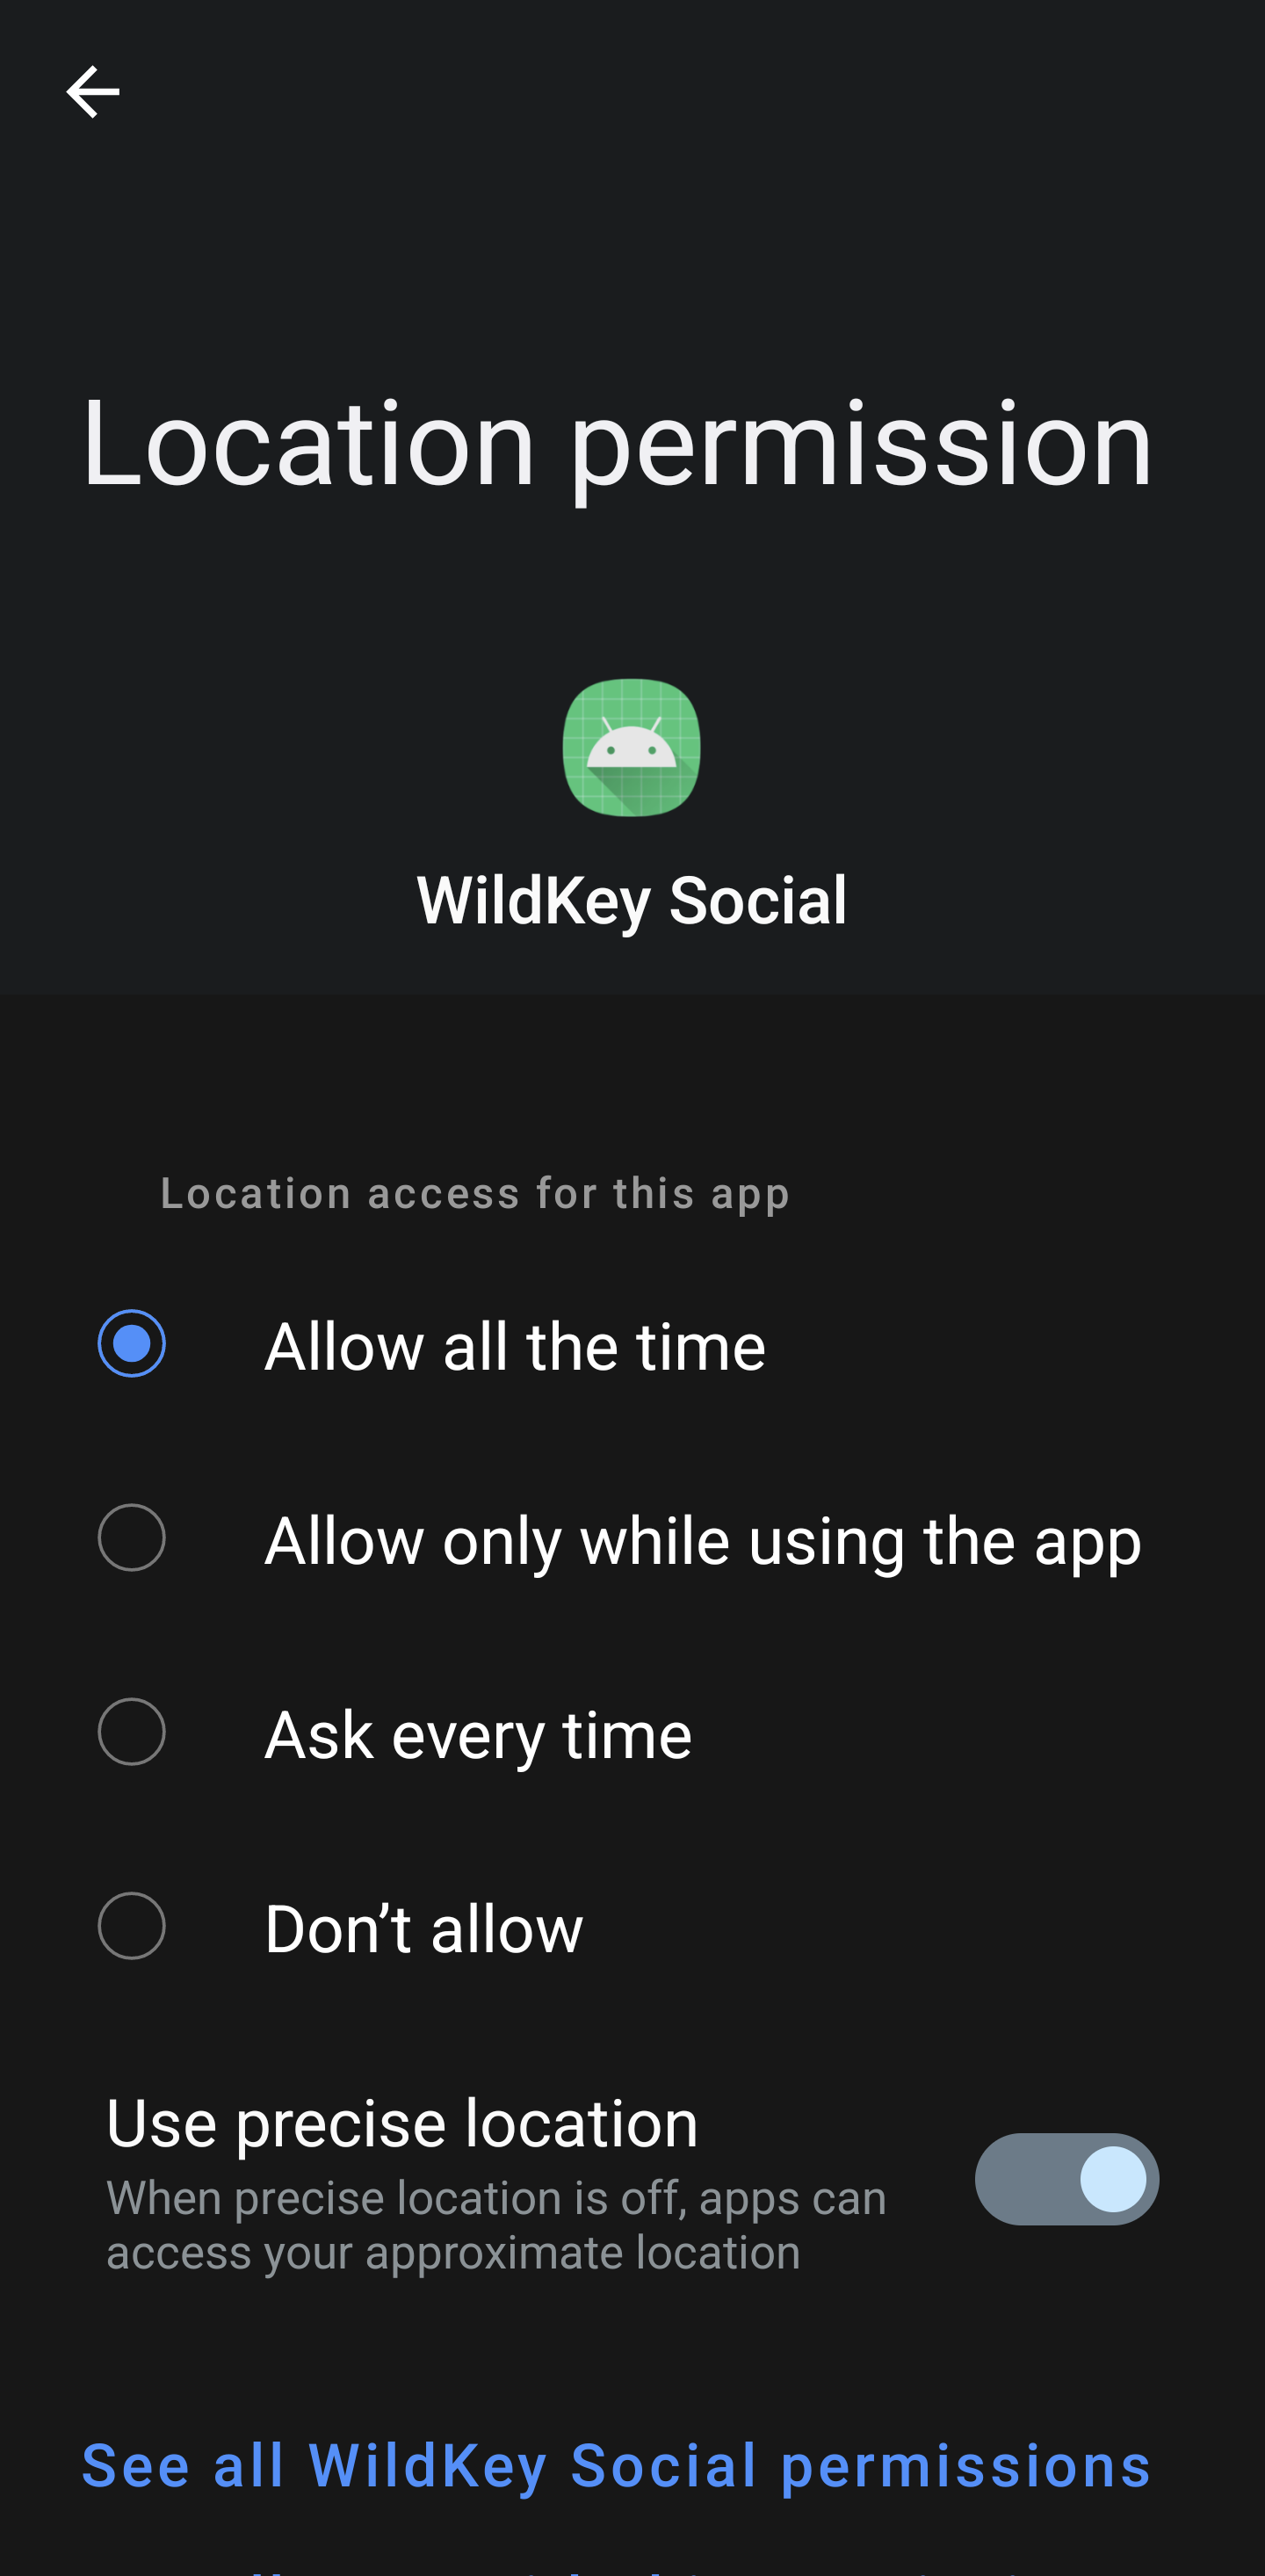 Location permission
WildKey Social
Location access for this app
Allow all the time
Allow only while using the app
Ask every time
Don’t allow
Use precise location
When precise location is off, apps can
access your approximate location
See all WildKey Social permissions